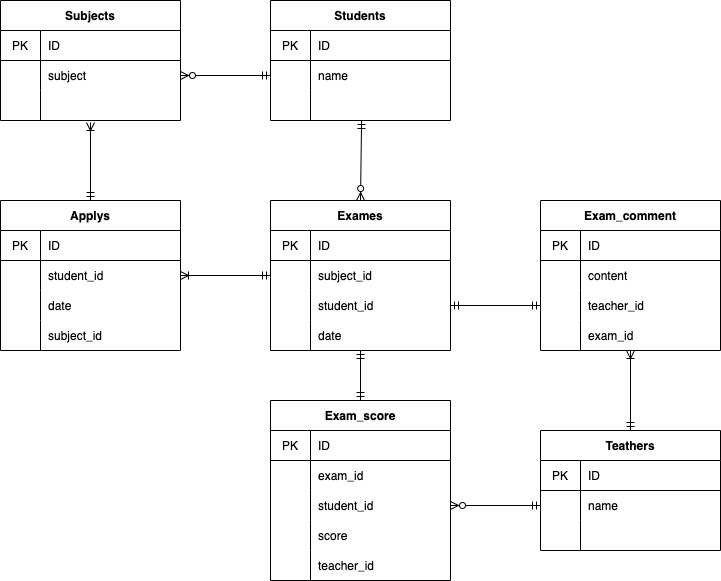 Subjects
PK ID
subject
Students
PK ID
name
Applys
PK ID
student_id
date
subject_id
Exames
PK ID
subject_id
student_id
date
Exam_comment
PK ID
content
teacher_id
exam_id
Exam_score
PK ID
exam_id
student_id
score
teacher_id
Teathers
PK ID
name